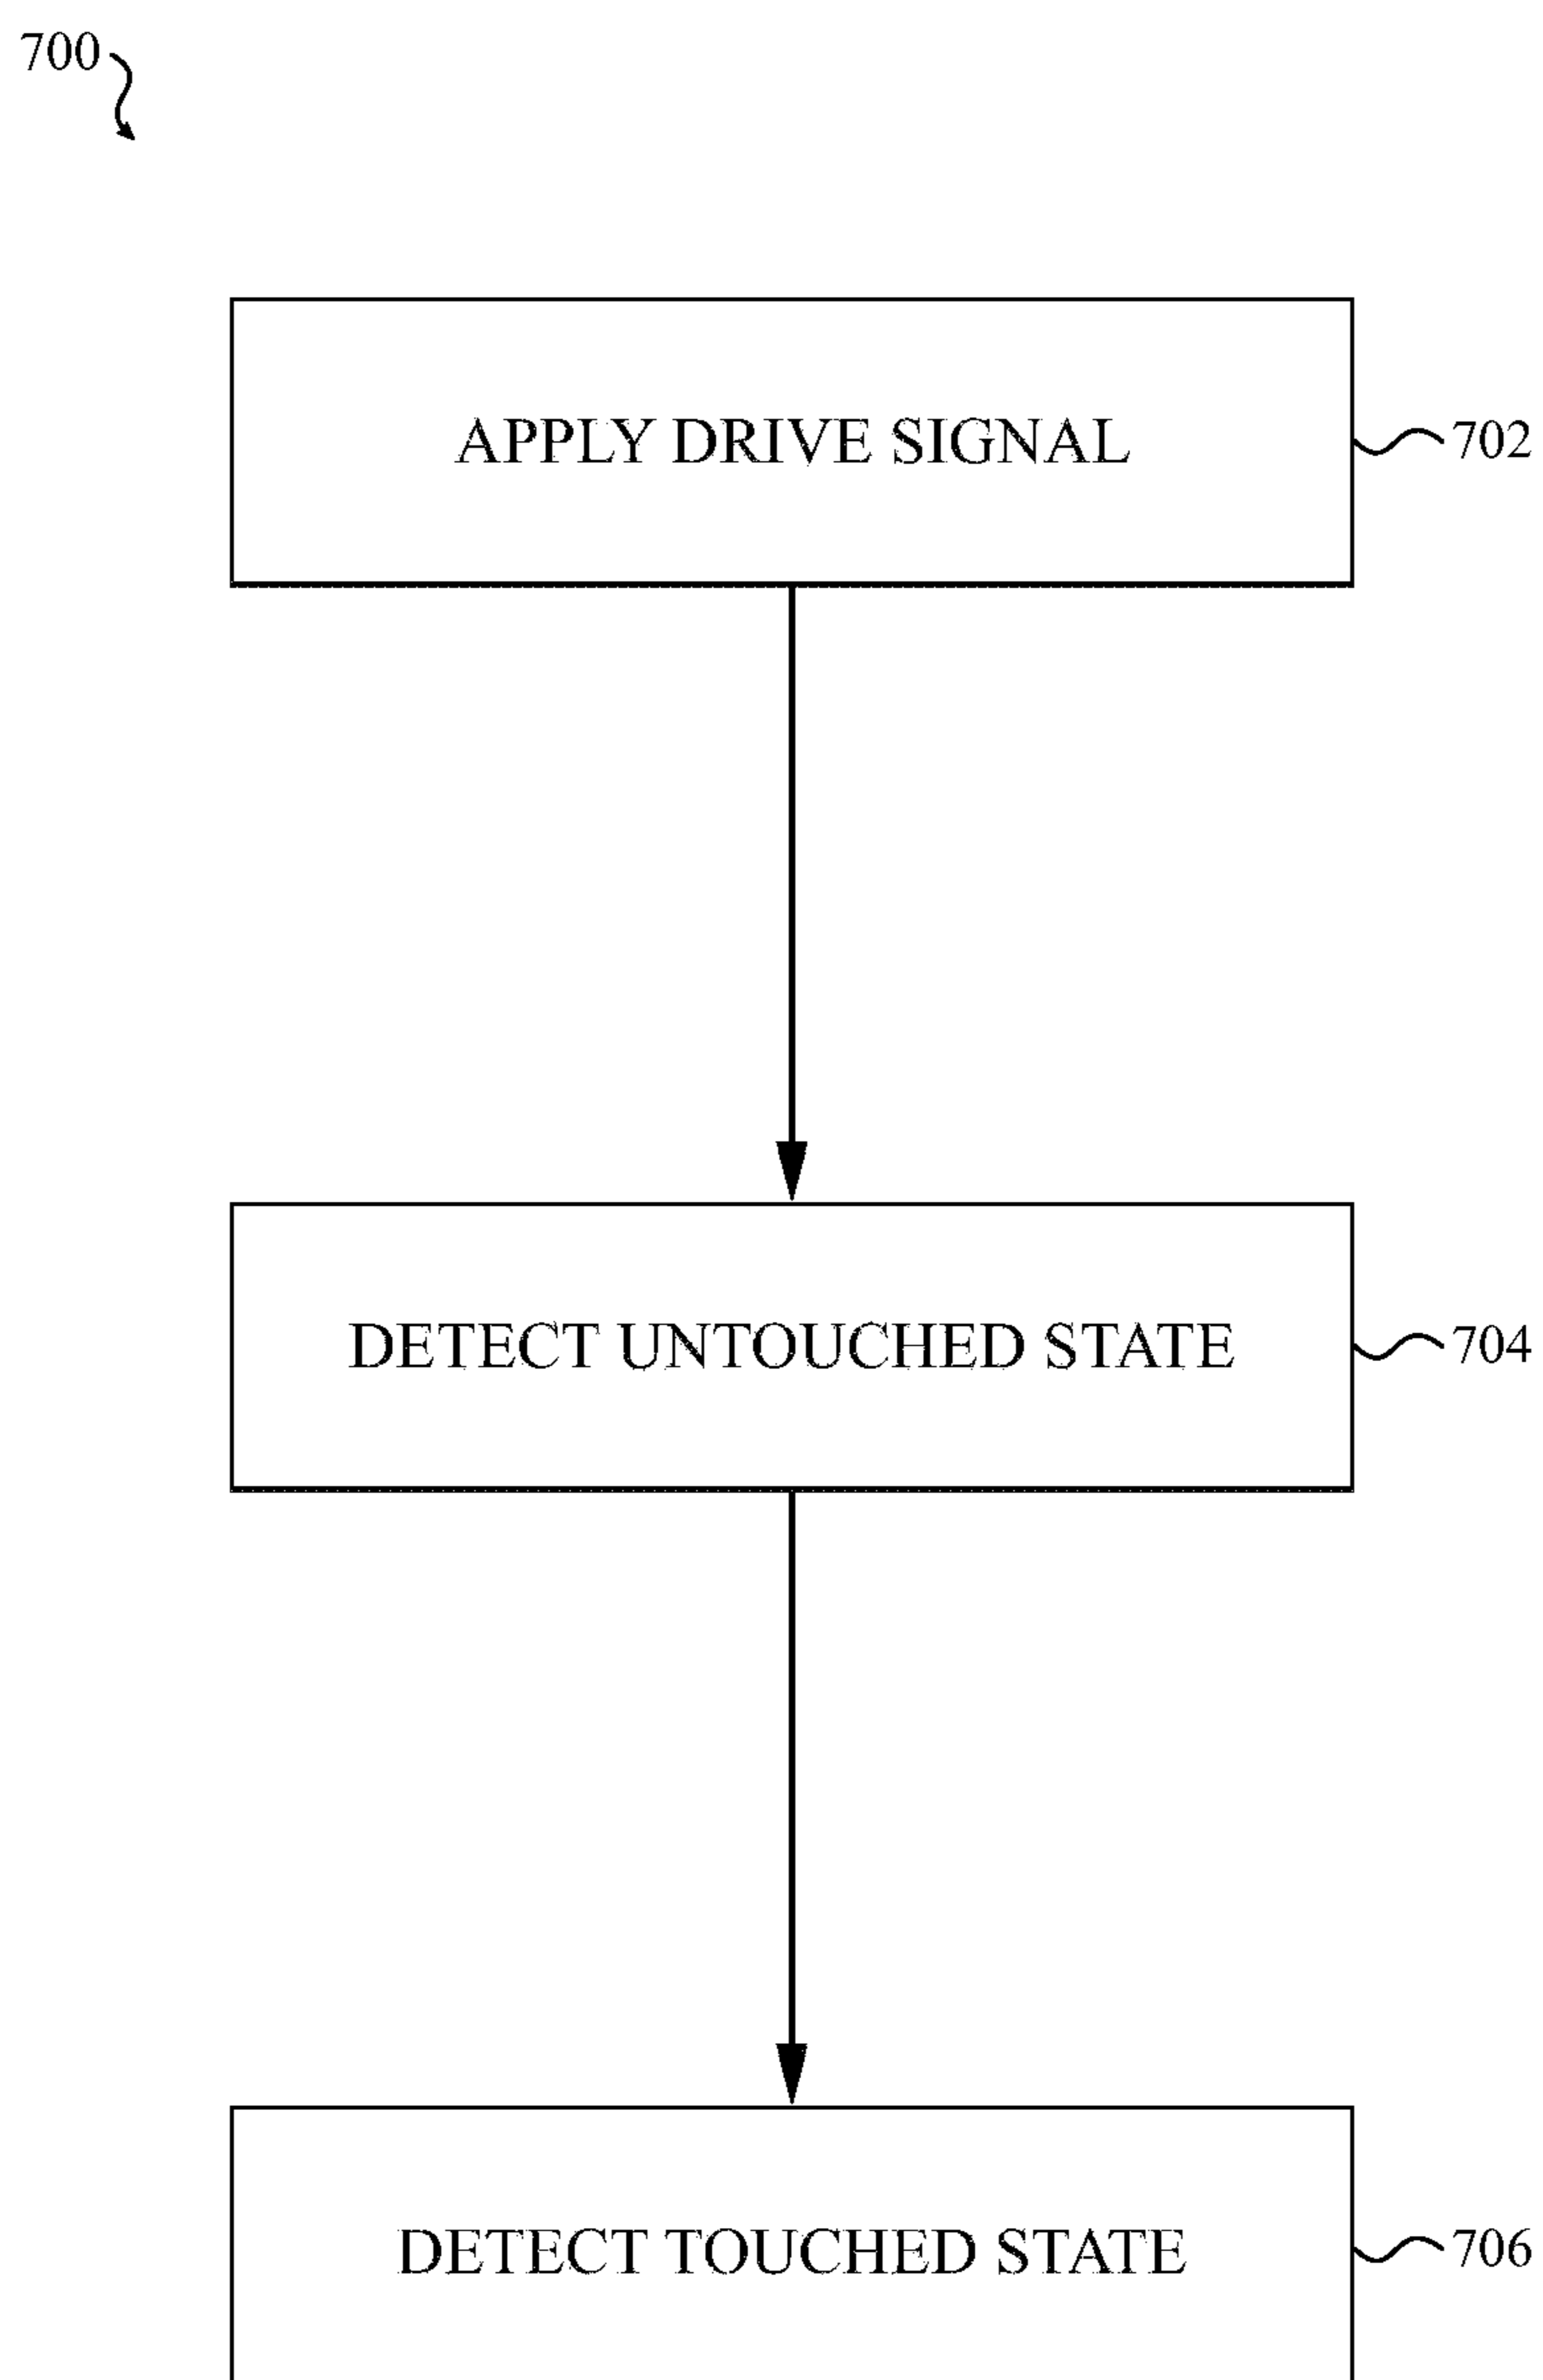 700
APPLY DRIVE SIGNAL
702
DETECT UNTOUCHED STATE
704
DETECT TOUCHED STATE
706